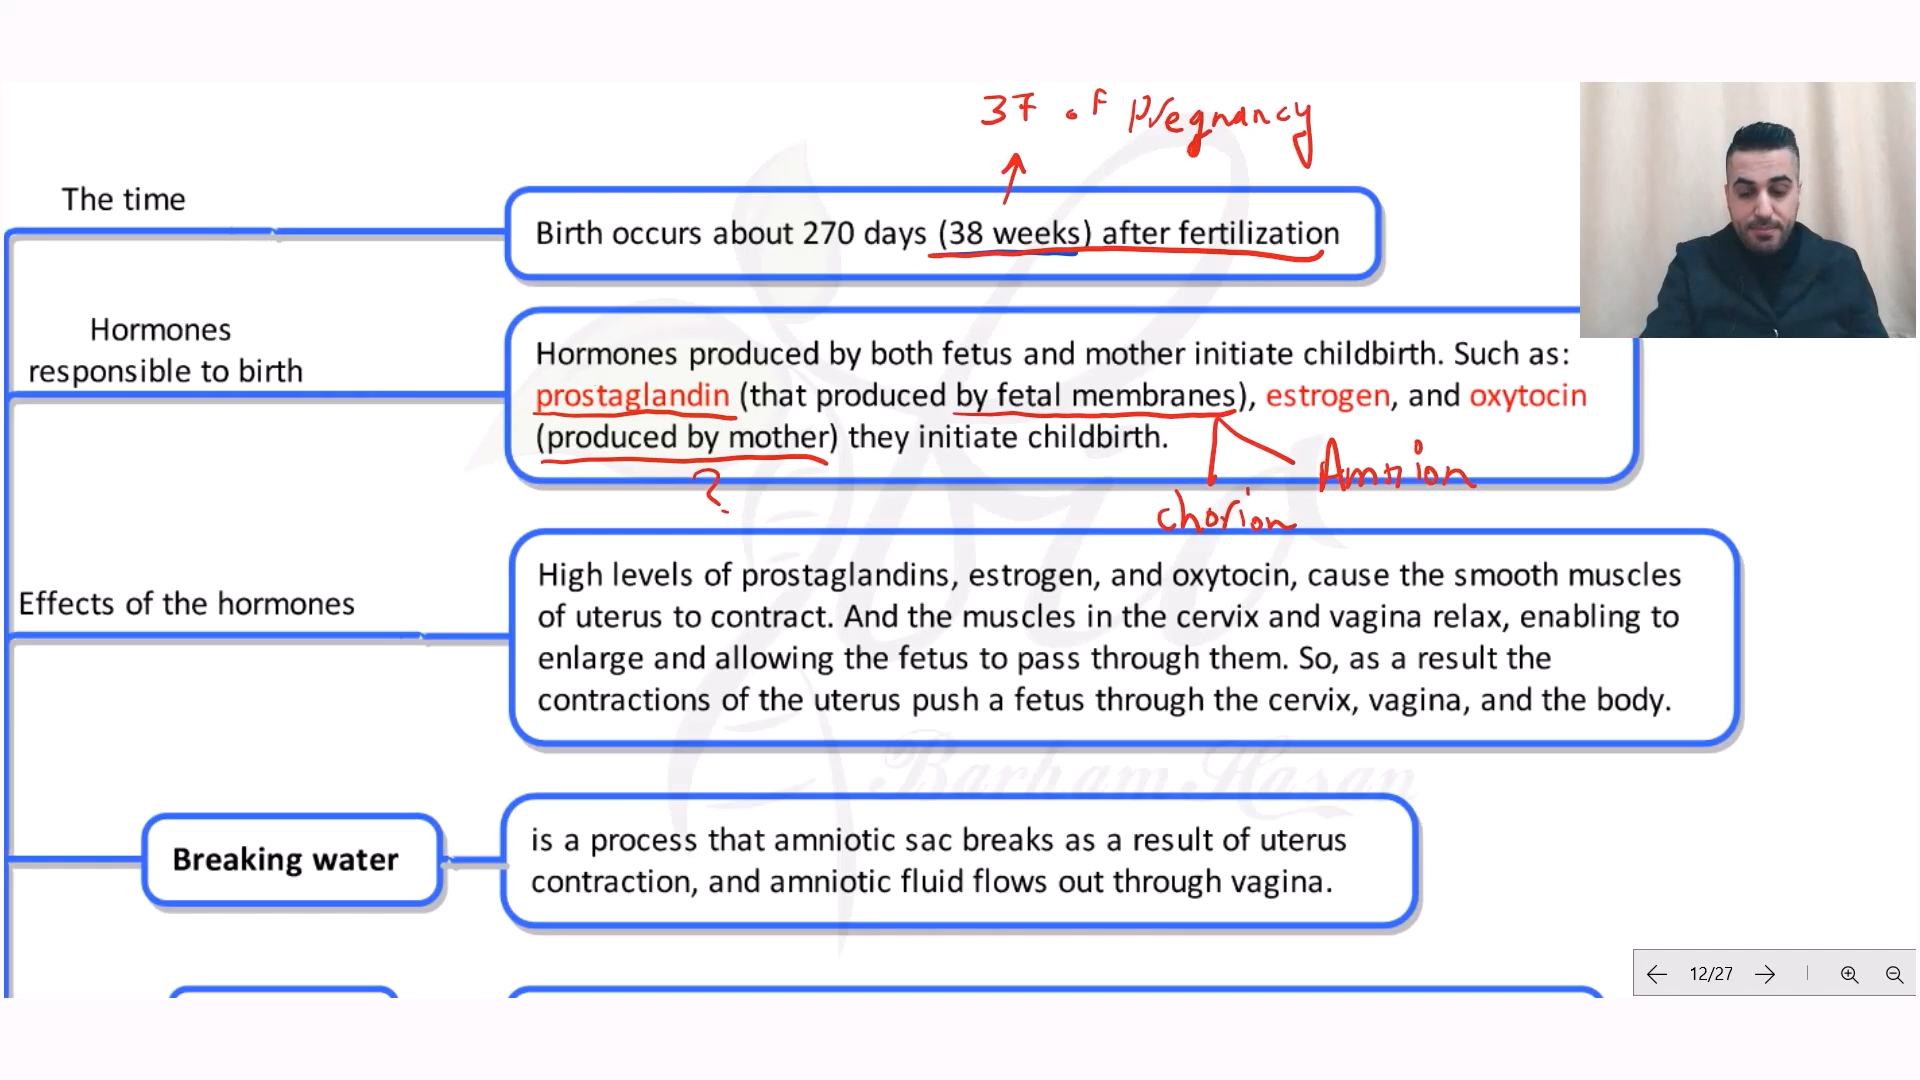 37 of Pregnancy
The time
Birth occurs about 270 days (38 weeks) after fertilization
Hormones
responsible to birth
Hormones produced by both fetus and mother initiate childbirth. Such as:
prostaglandin (that produced by fetal membranes), estrogen, and oxytocin
(produced by mother) they initiate childbirth.
?
Amnion
chorion
Effects of the hormones
High levels of prostaglandins, estrogen, and oxytocin, cause the smooth muscles
of uterus to contract. And the muscles in the cervix and vagina relax, enabling to
enlarge and allowing the fetus to pass through them. So, as a result the
contractions of the uterus push a fetus through the cervix, vagina, and the body.
Barham Hasan
Breaking water
is a process that amniotic sac breaks as a result of uterus
contraction, and amniotic fluid flows out through vagina.
12/27